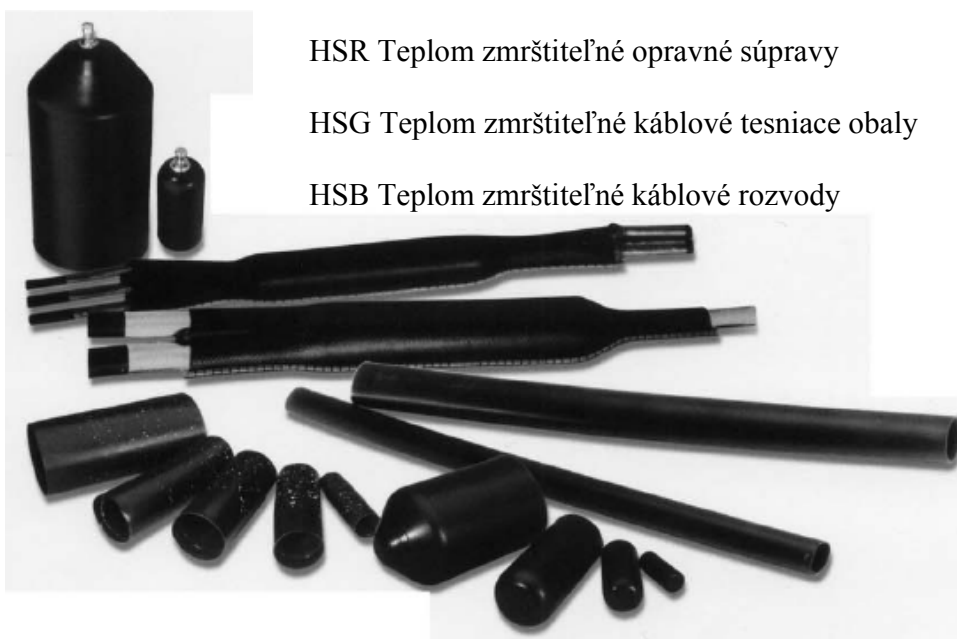 HSR Teplom zmrštiteľné opravné súpravy
HSG Teplom zmrštiteľné káblové tesniace obaly
HSB Teplom zmrštiteľné káblové rozvody